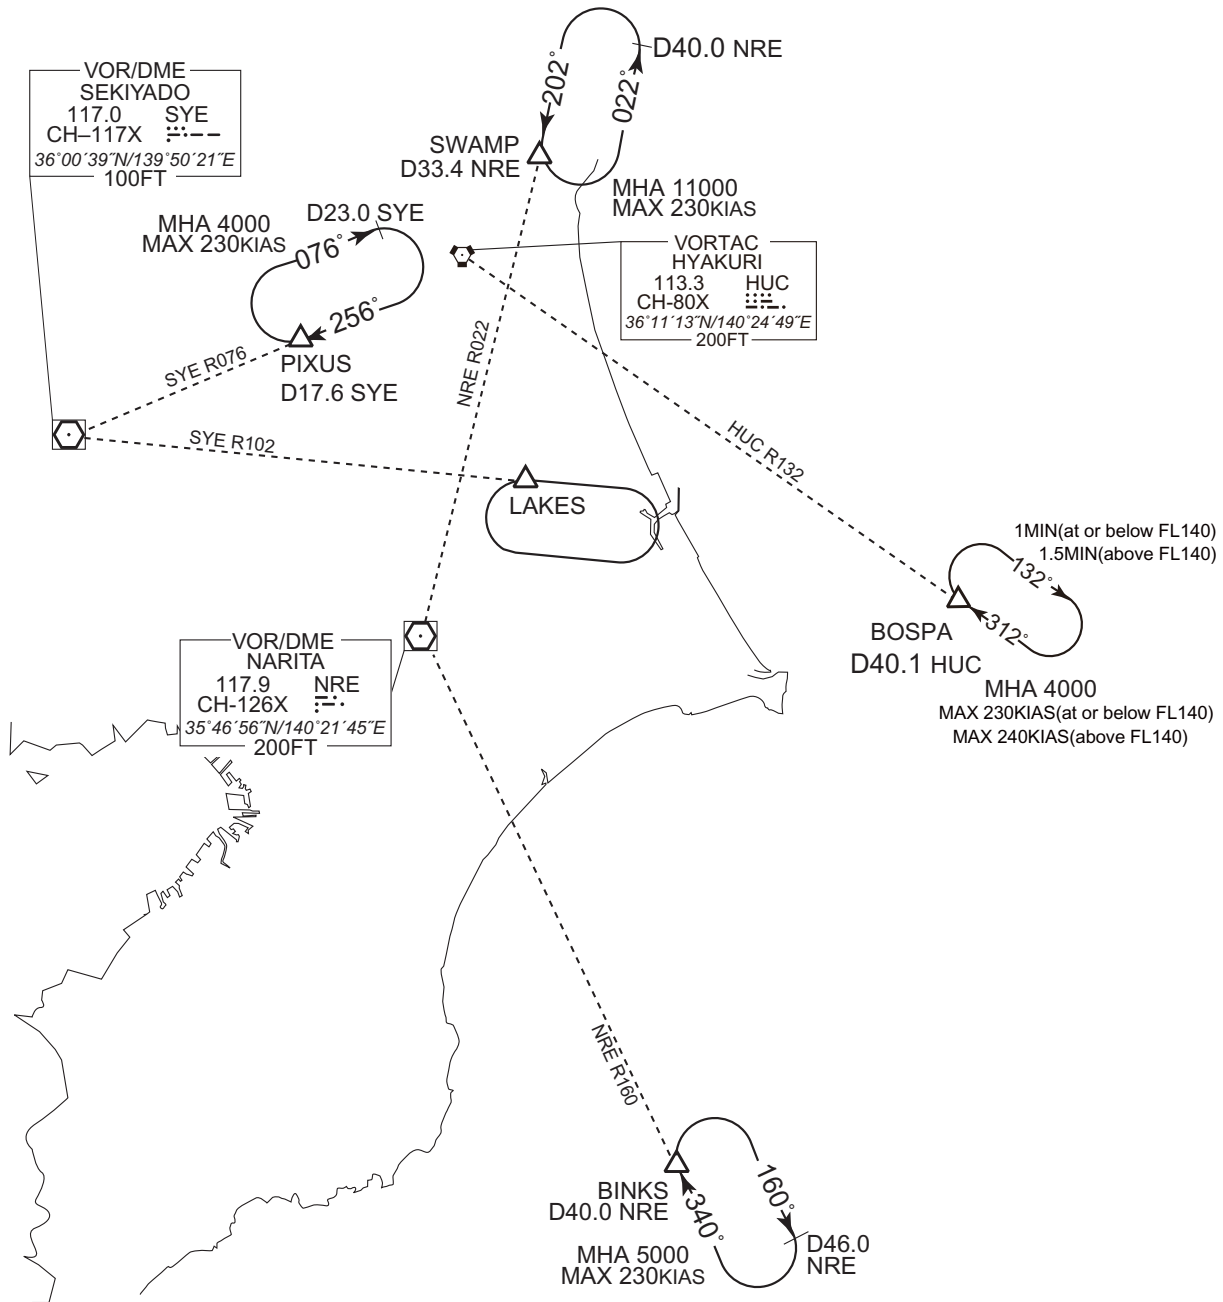 D40.0 NRE
202°
022°
VOR/DME
SEKIYADO
117.0 SYE
CH–117X
36°00´39˝N/139°50´21˝E
100FT
SWAMP
D33.4 NRE
MHA 11000
MAX 230KIAS
MHA 4000
MAX 230KIAS
D23.0 SYE
076°
256°
VORTAC
HYAKURI
113.3 HUC
CH-80X
36°11´13˝N/140°24´49˝E
200FT
PIXUS
D17.6 SYE
SYE R076
NRE R022
SYE R102
HUC R132
LAKES
1MIN(at or below FL140)
1.5MIN(above FL140)
132°
312°
BOSPA
D40.1 HUC
MHA 4000
MAX 230KIAS(at or below FL140)
MAX 240KIAS(above FL140)
VOR/DME
NARITA
117.9 NRE
CH-126X
35°46´56˝N/140°21´45˝E
200FT
NRE R160
160°
340°
BINKS
D40.0 NRE
D46.0
NRE
MHA 5000
MAX 230KIAS